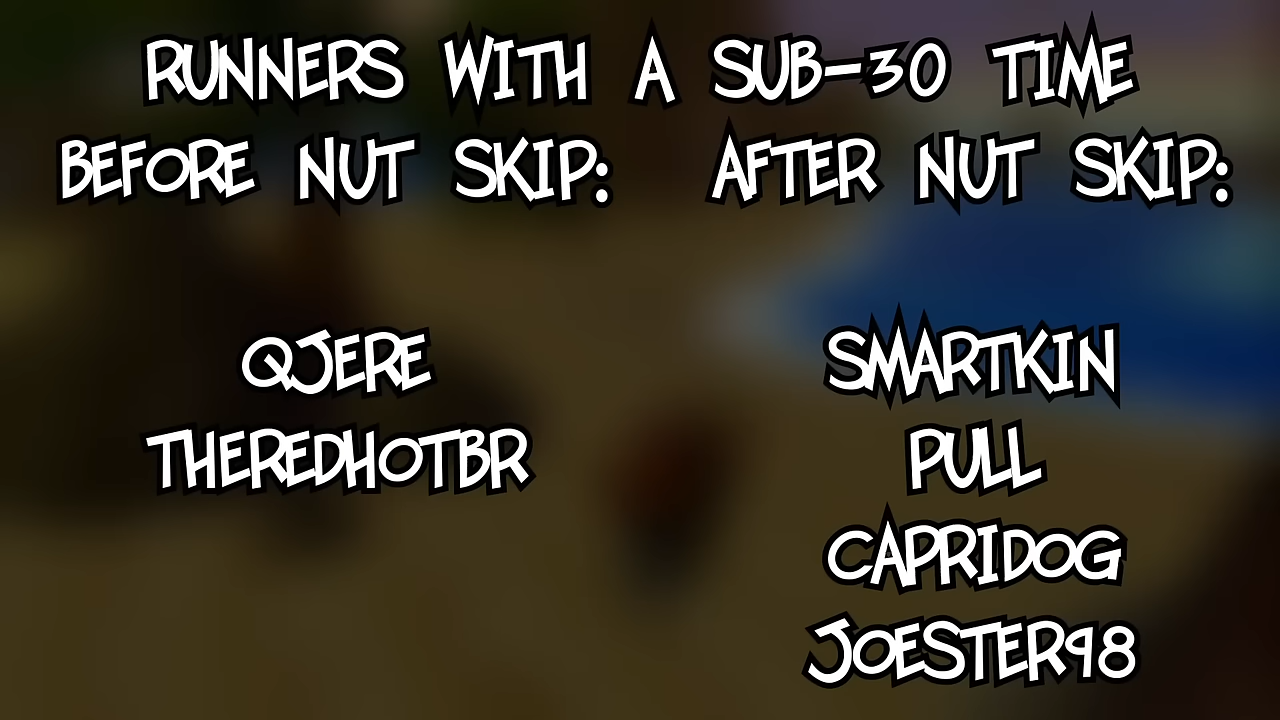 RUNNERS WITH A SUB-30 TIME
BEFORE NUT SKIP:
AFTER NUT SKIP:
QJERE
THEREDHOTBR
SMARTKIN
PULL
CAPRIDOG
JOESTER98